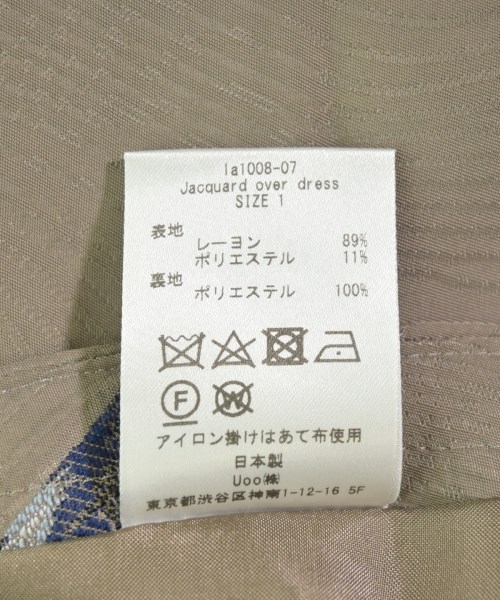 la1008-07
Jacquard over dress
SIZE 1
表地
レーヨン 89%
ポリエステル 11%
裏地
ポリエステル 100%
F W
アイロン掛けはあて布使用
日本製
Uoo㈱
東京都渋谷区神南1-12-16 5F